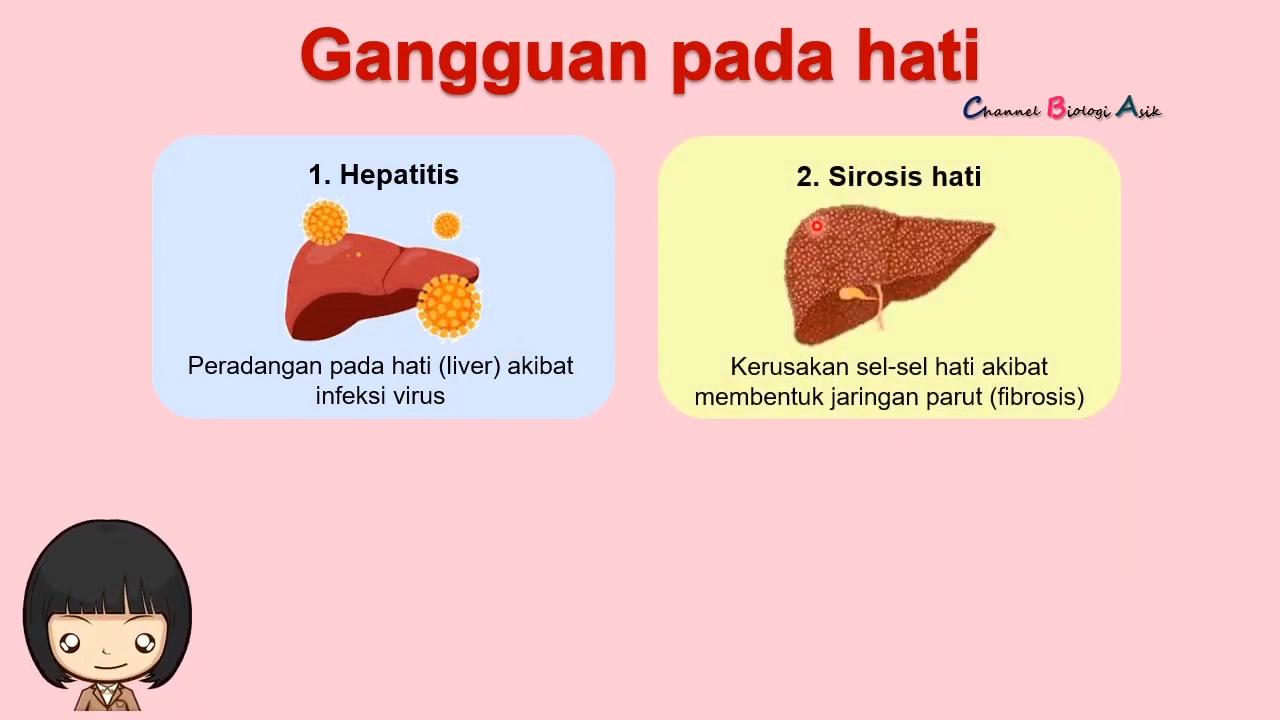 Gangguan pada hati
Channel Biologi Asik
1. Hepatitis
Peradangan pada hati (liver) akibat
infeksi virus
2. Sirosis hati
Kerusakan sel-sel hati akibat
membentuk jaringan parut (fibrosis)